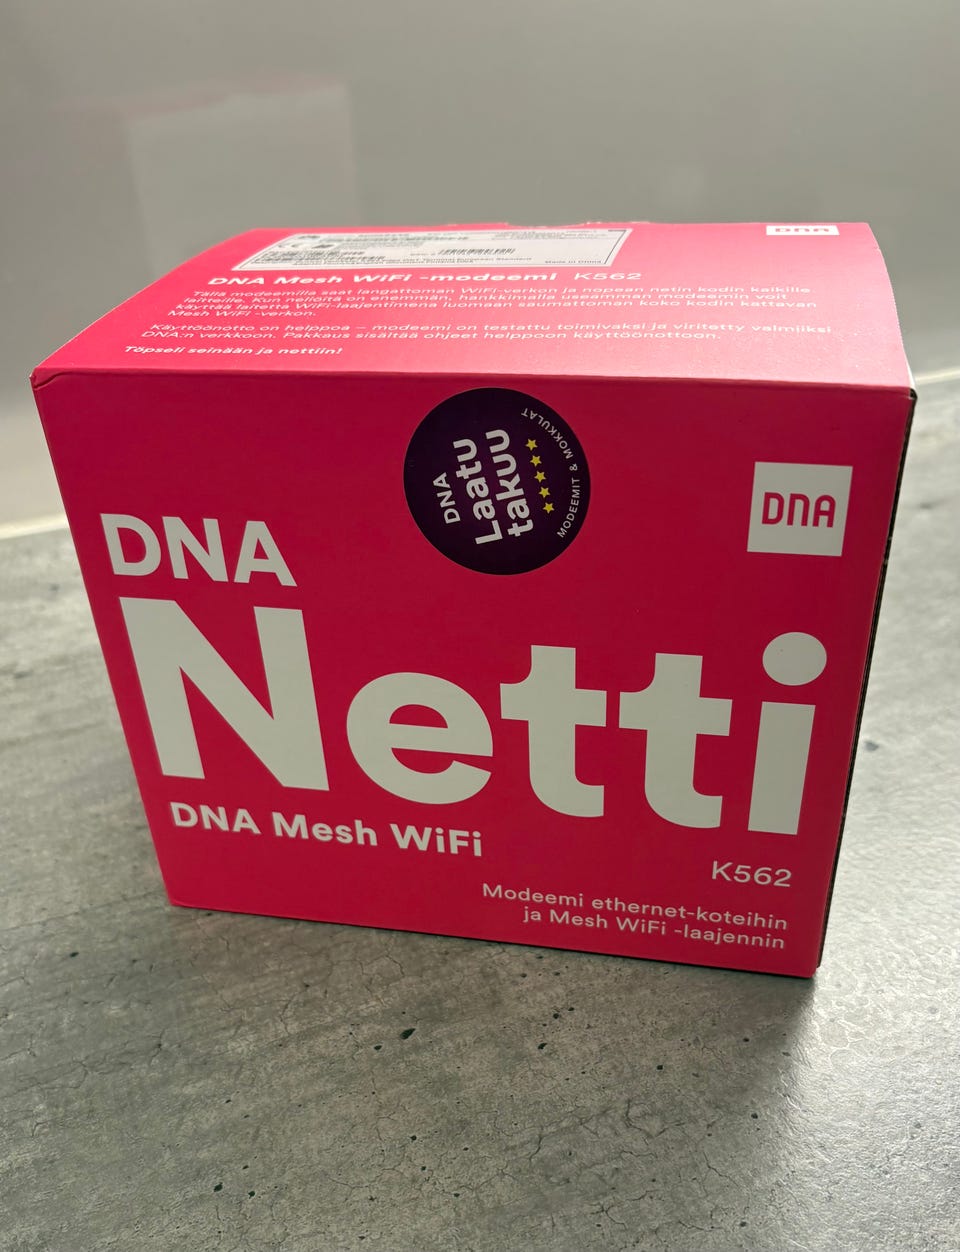 DNA
DNA Mesh WiFi -modeemi K562
Tällä modeemilla saat langattoman WiFi-verkon ja nopean netin kodin kaikille
laitteille. Kun neliöitä on enemmän, hankkimalla useamman modeemin voit
käyttää laitetta WiFi-laajentimena luomaan saumattoman koko kodin kattavan
Mesh WiFi -verkon.
Käyttöönotto on helppoa – modeemi on testattu toimivaksi ja viritetty valmiiksi
DNA:n verkkoon. Pakkaus sisältää ohjeet helppoon käyttöönottoon.
Töpseli seinään ja nettiin!
Made in China
DNA
Laatu
takuu
MODEEMIT & MOKKULAT
DNA
DNA
Netti
DNA Mesh WiFi
K562
Modeemi ethernet-koteihin
ja Mesh WiFi -laajennin